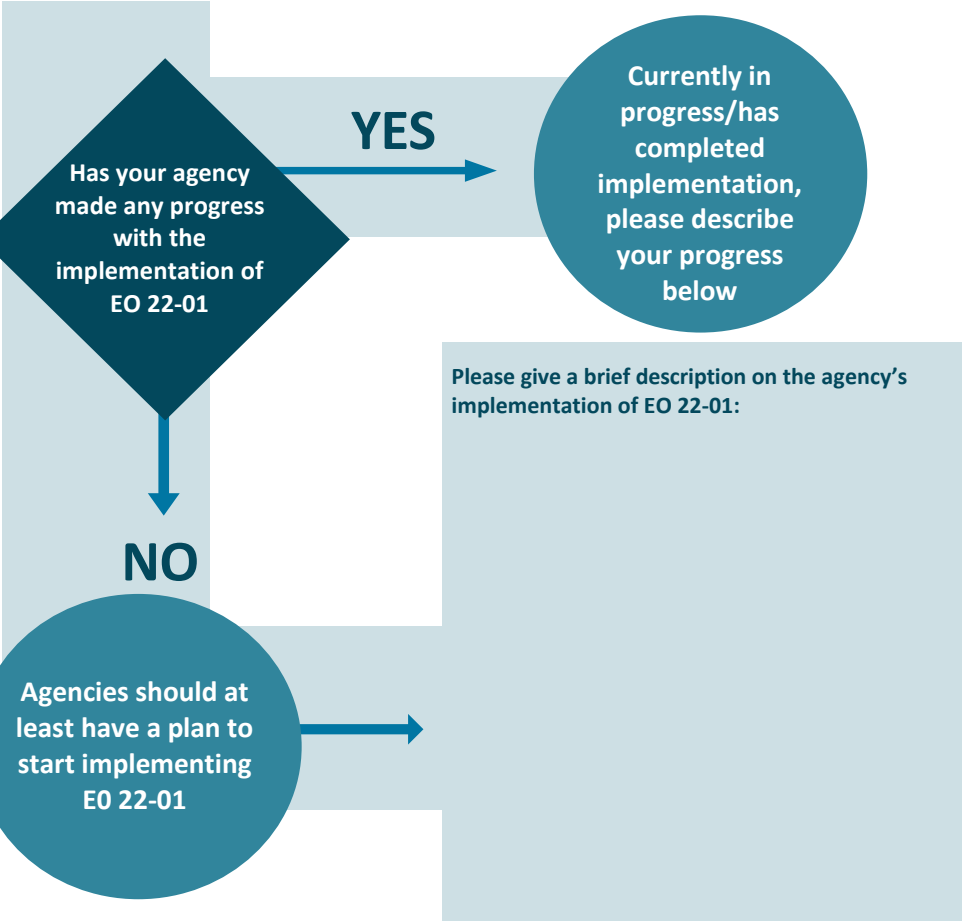 Has your agency
made any progress
with the
implementation of
EO 22-01
YES
Currently in
progress/has
completed
implementation,
please describe
your progress
below
Please give a brief description on the agency’s
implementation of EO 22-01:
NO
Agencies should at
least have a plan to
start implementing
E0 22-01